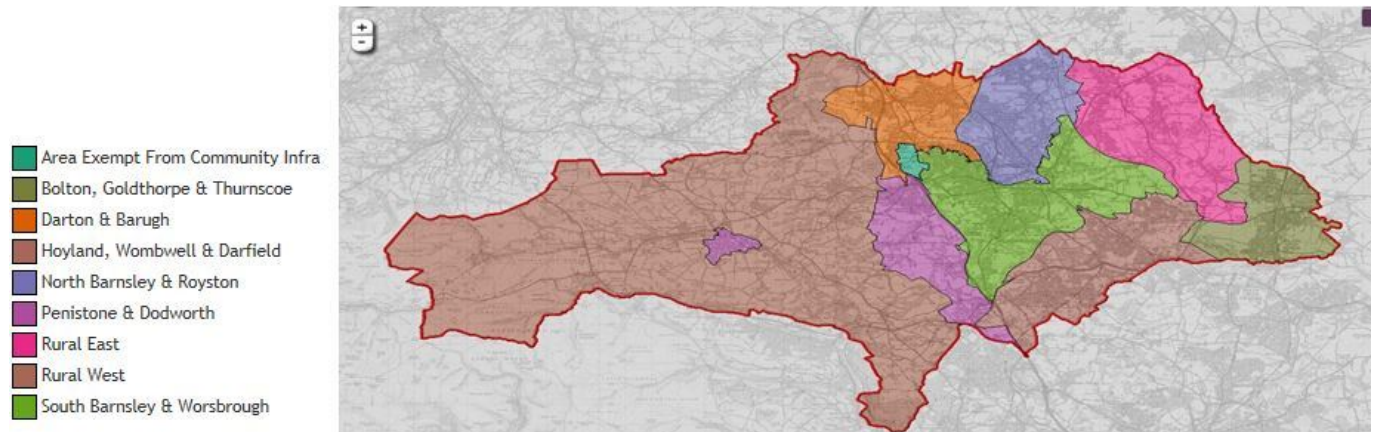 +
-
Area Exempt From Community Infra
Bolton, Goldthorpe & Thurnscoe
Darton & Barugh
Hoyland, Wombwell & Darfield
North Barnsley & Royston
Penistone & Dodworth
Rural East
Rural West
South Barnsley & Worsbrough